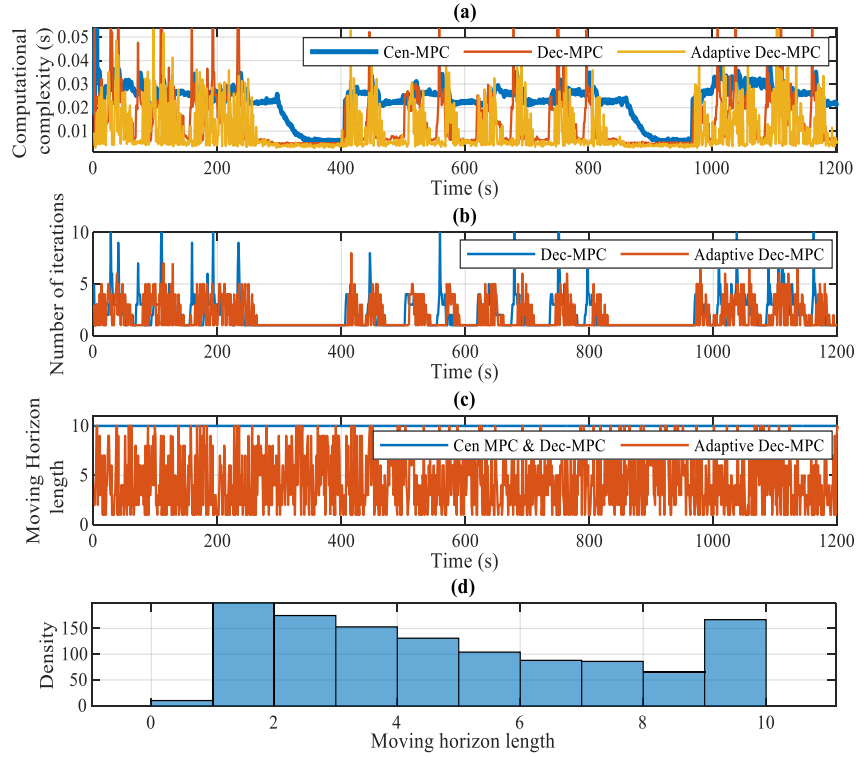 (a)
Computational
complexity (s)
0.05
0.04
0.03
0.02
0.01
Cen-MPC Dec-MPC Adaptive Dec-MPC
0 200 400 600 800 1000 1200
Time (s)
(b)
Number of iterations
10
5
0
Dec-MPC Adaptive Dec-MPC
0 200 400 600 800 1000 1200
Time (s)
(c)
Moving Horizon
length
10
5
0
Cen MPC & Dec-MPC Adaptive Dec-MPC
0 200 400 600 800 1000 1200
Time (s)
(d)
Density
150
100
50
0
0 2 4 6 8 10
Moving horizon length